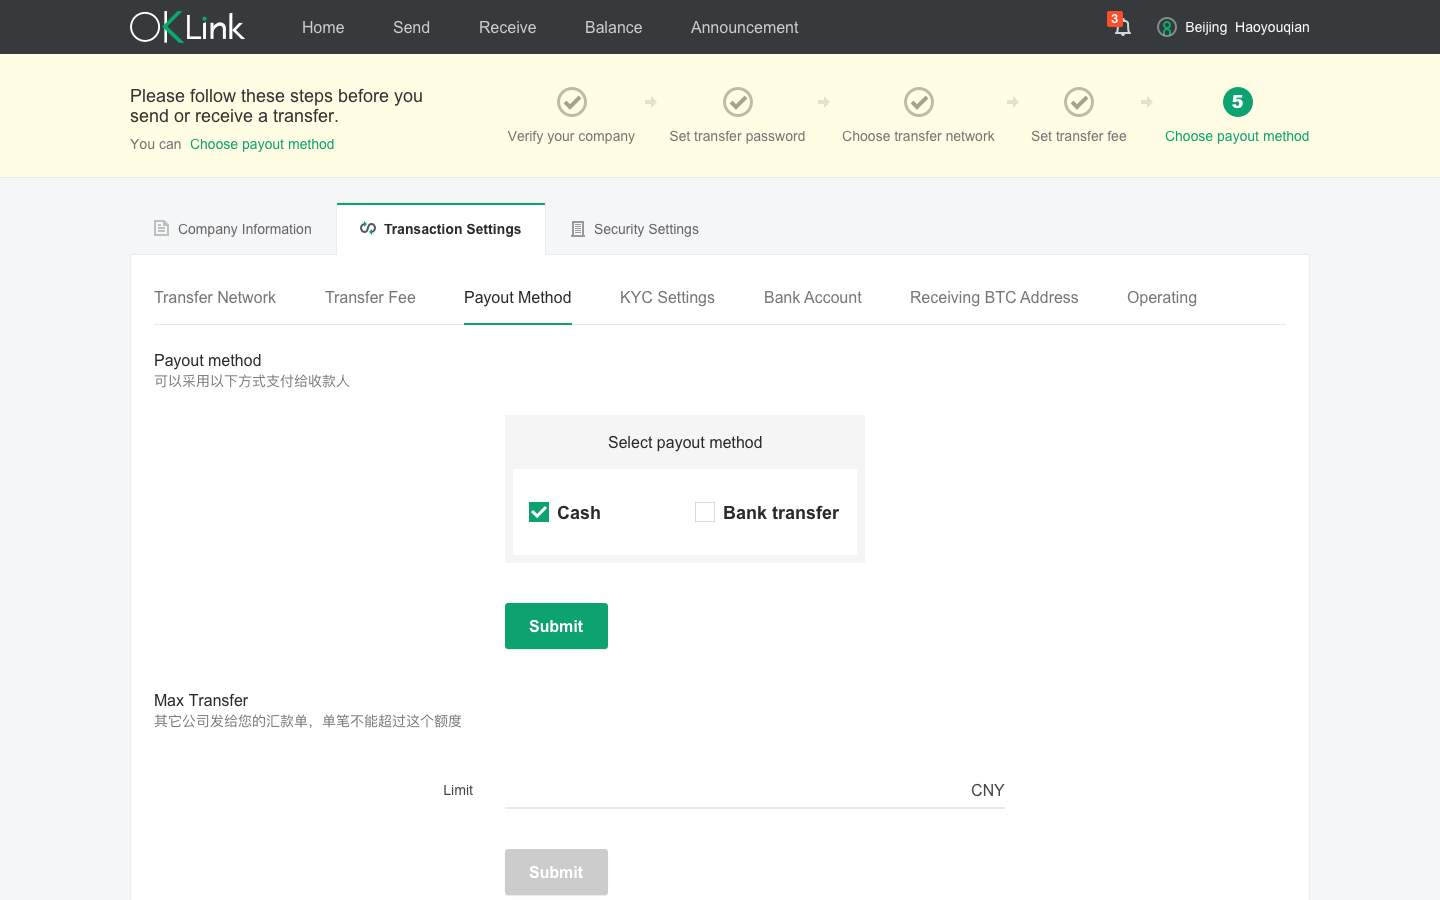 OKLink
Home
Send
Receive
Balance
Announcement
3
Beijing Haoyouqian
Please follow these steps before you
send or receive a transfer.
You can Choose payout method
Verify your company
Set transfer password
Choose transfer network
Set transfer fee
5
Choose payout method
Company Information
Transaction Settings
Security Settings
Transfer Network
Transfer Fee
Payout Method
KYC Settings
Bank Account
Receiving BTC Address
Operating
Payout method
可以采用以下方式支付给收款人
Select payout method
Cash
Bank transfer
Submit
Max Transfer
其它公司发给您的汇款单，单笔不能超过这个额度
Limit
CNY
Submit